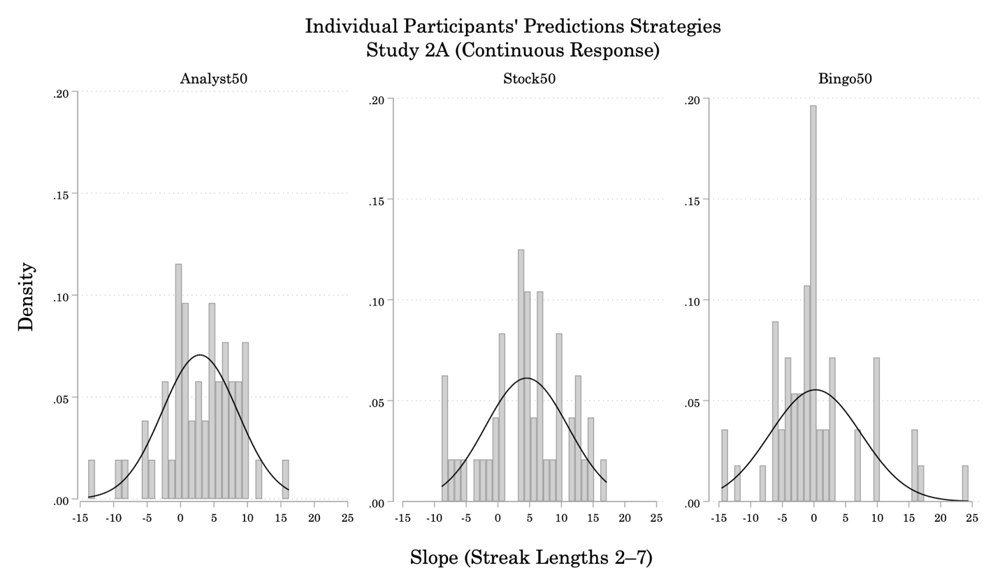 Individual Participants' Predictions Strategies
Study 2A (Continuous Response)
Analyst50
Stock50
Bingo50
Density
.20
.15
.10
.05
.00
-15 -10 -5 0 5 10 15 20 25
.20
.15
.10
.05
.00
-15 -10 -5 0 5 10 15 20 25
.20
.15
.10
.05
.00
-15 -10 -5 0 5 10 15 20 25
Slope (Streak Lengths 2–7)